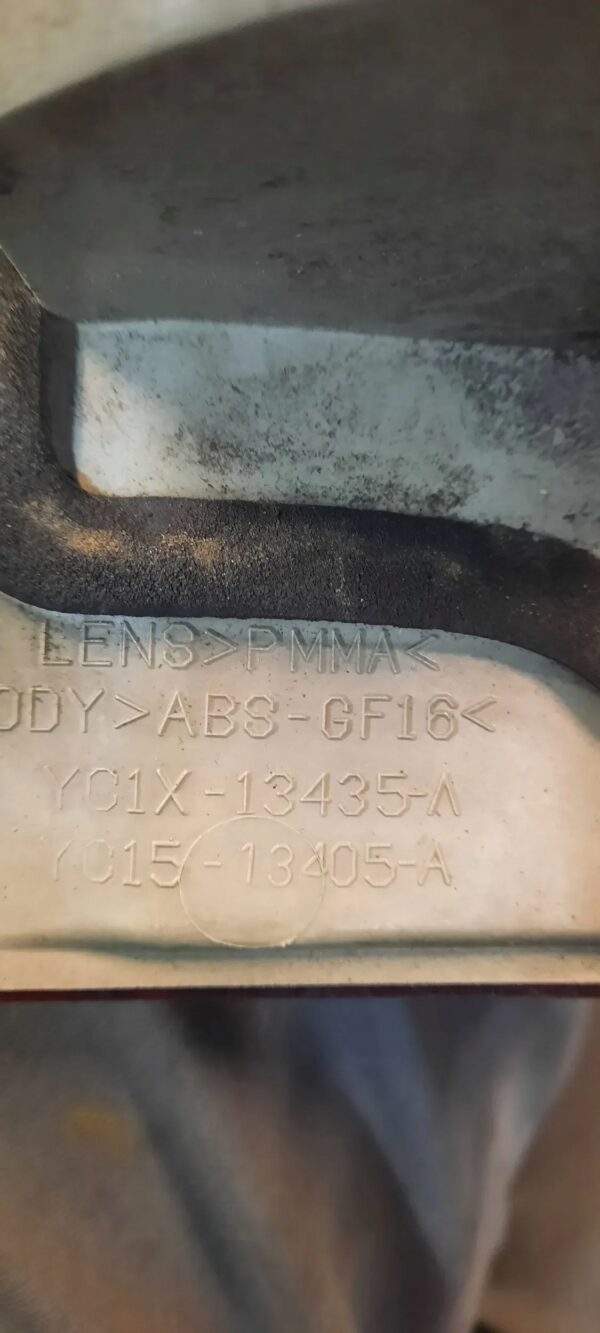 LENS>PMMA<
ODY>ABS-GF16<
YC1X-13435-A
YC15-13405-A